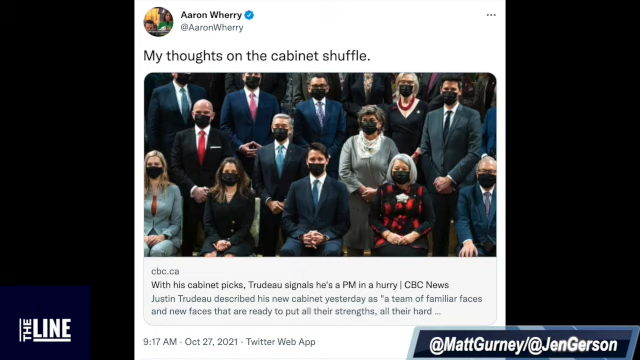 Aaron Wherry
@AaronWherry
My thoughts on the cabinet shuffle.
cbc.ca
With his cabinet picks, Trudeau signals he's a PM in a hurry | CBC News
Justin Trudeau described his new cabinet yesterday as "a team of familiar faces
and new faces that are ready to put all their strengths, all their hard ...
9:17 AM · Oct 27, 2021 · Twitter Web App
THE LINE
@MattGurney/@JenGerson